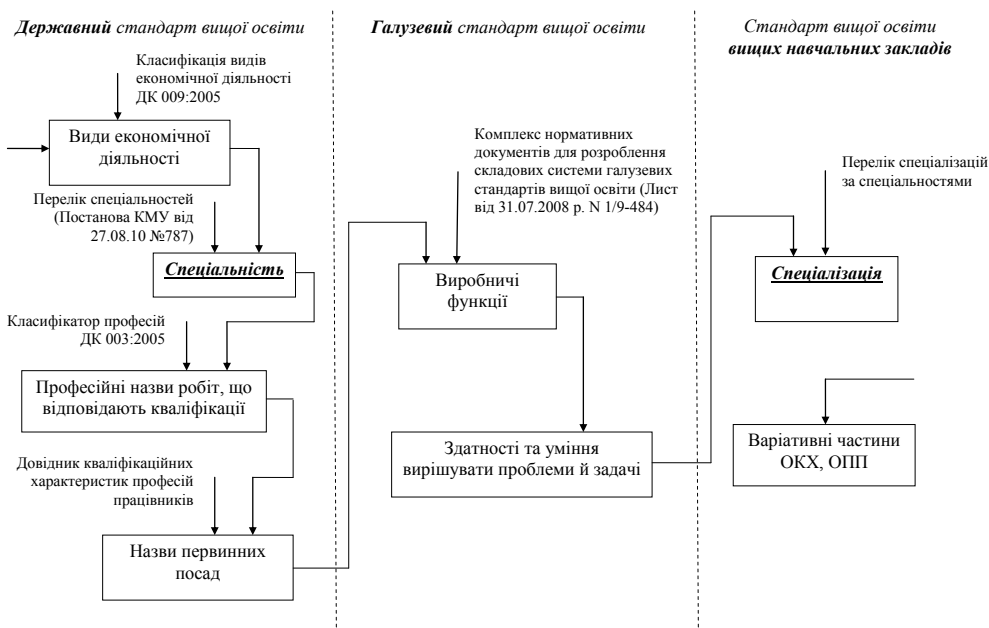 Державний стандарт вищої освіти
Класифікація видів
економічної діяльності
ДК 009:2005
Види економічної
діяльності
Перелік спеціальностей
(Постанова КМУ від
27.08.10 №787)
Спеціальність
Класифікатор професій
ДК 003:2005
Професійні назви робіт, що
відповідають кваліфікації
Довідник кваліфікаційних
характеристик професій
працівників
Назви первинних
посад
Галузевий стандарт вищої освіти
Комплекс нормативних
документів для розроблення
складових системи галузевих
стандартів вищої освіти (Лист
від 31.07.2008 р. N 1/9-484)
Виробничі
функції
Здатності та уміння
вирішувати проблеми й задачі
Стандарт вищої освіти
вищих навчальних закладів
Перелік спеціалізацій
за спеціальностями
Спеціалізація
Варіативні частини
ОКХ, ОПП